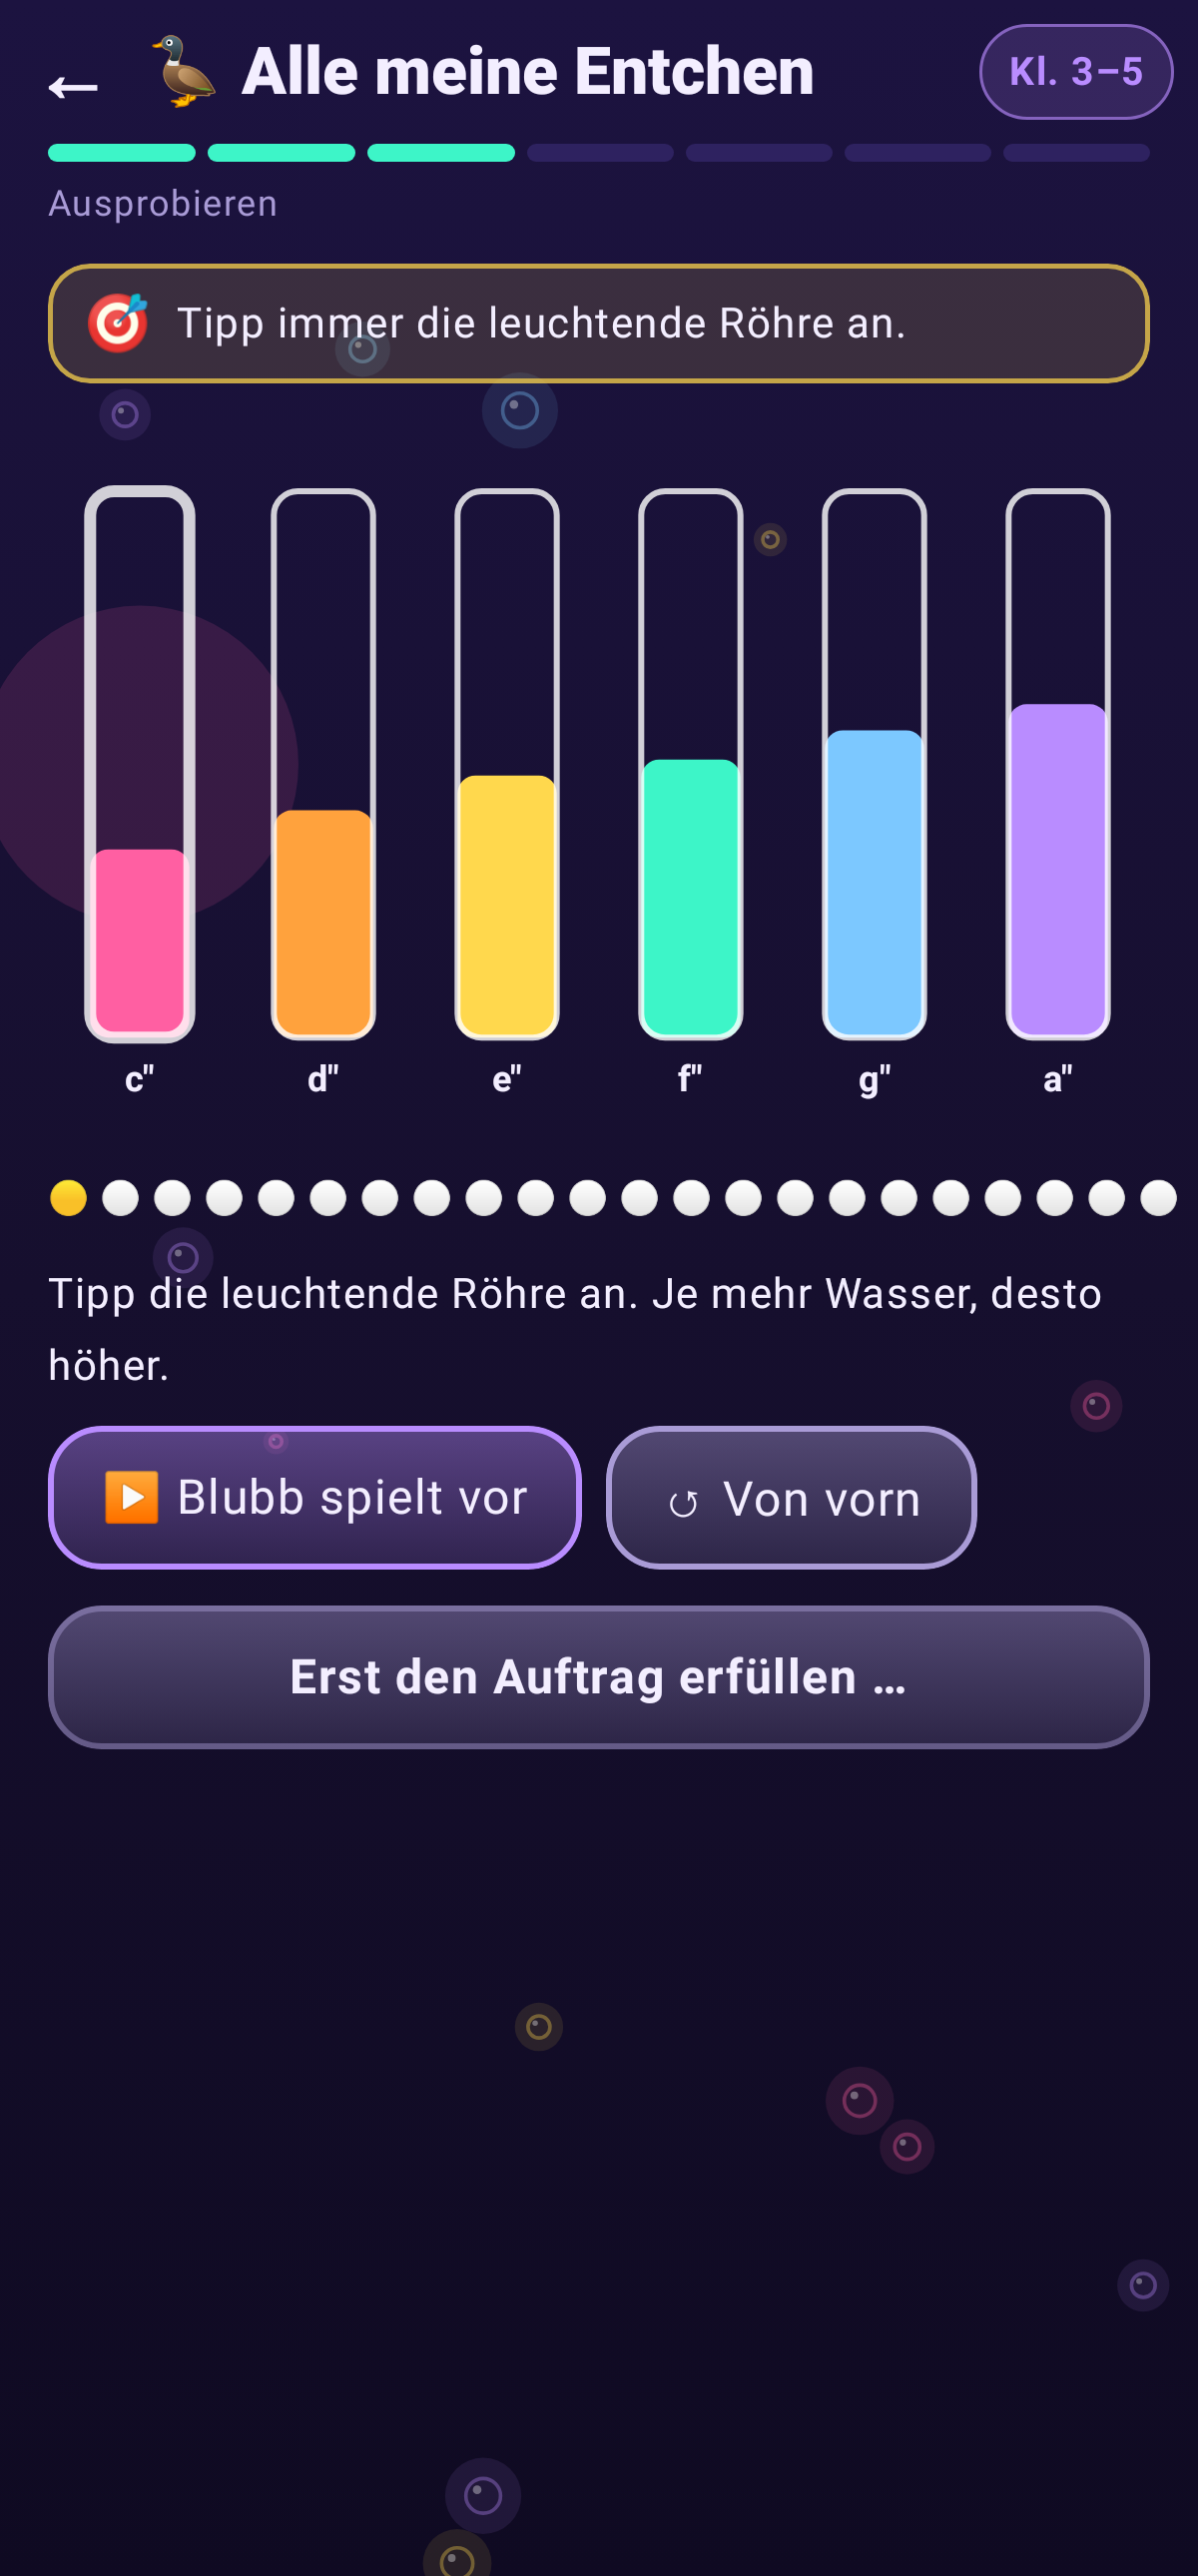 Alle meine Entchen
Kl. 3–5
Ausprobieren
Tipp immer die leuchtende Röhre an.
c" d" e" f" g" a"
Tipp die leuchtende Röhre an. Je mehr Wasser, desto
höher.
Blubb spielt vor
Von vorn
Erst den Auftrag erfüllen …